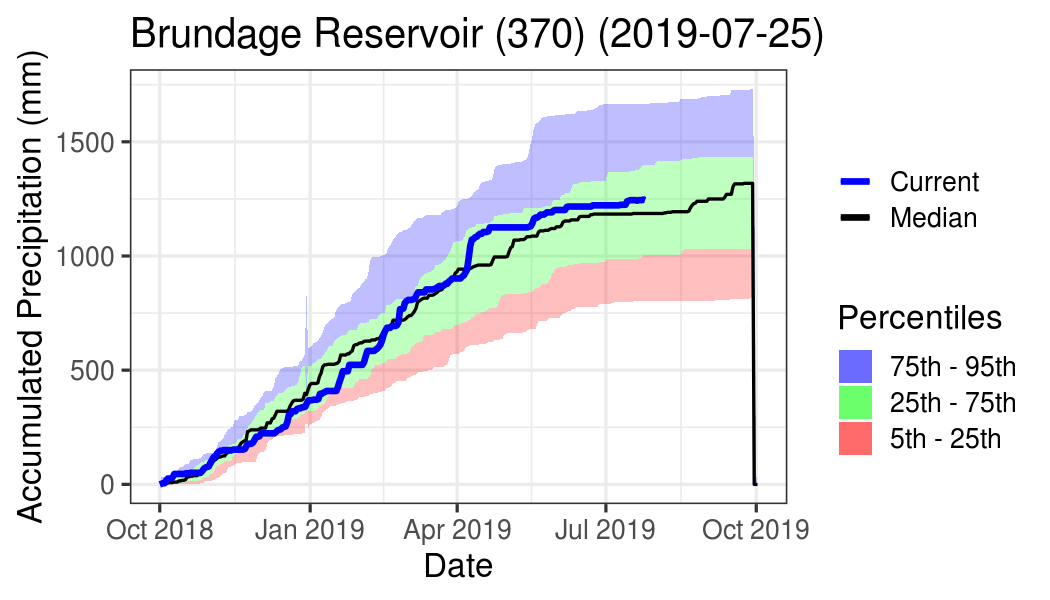 Brundage Reservoir (370) (2019-07-25)
Accumulated Precipitation (mm)
1500
1000
500
0
Oct 2018
Jan 2019
Apr 2019
Jul 2019
Oct 2019
Date
Current
Median
Percentiles
75th - 95th
25th - 75th
5th - 25th